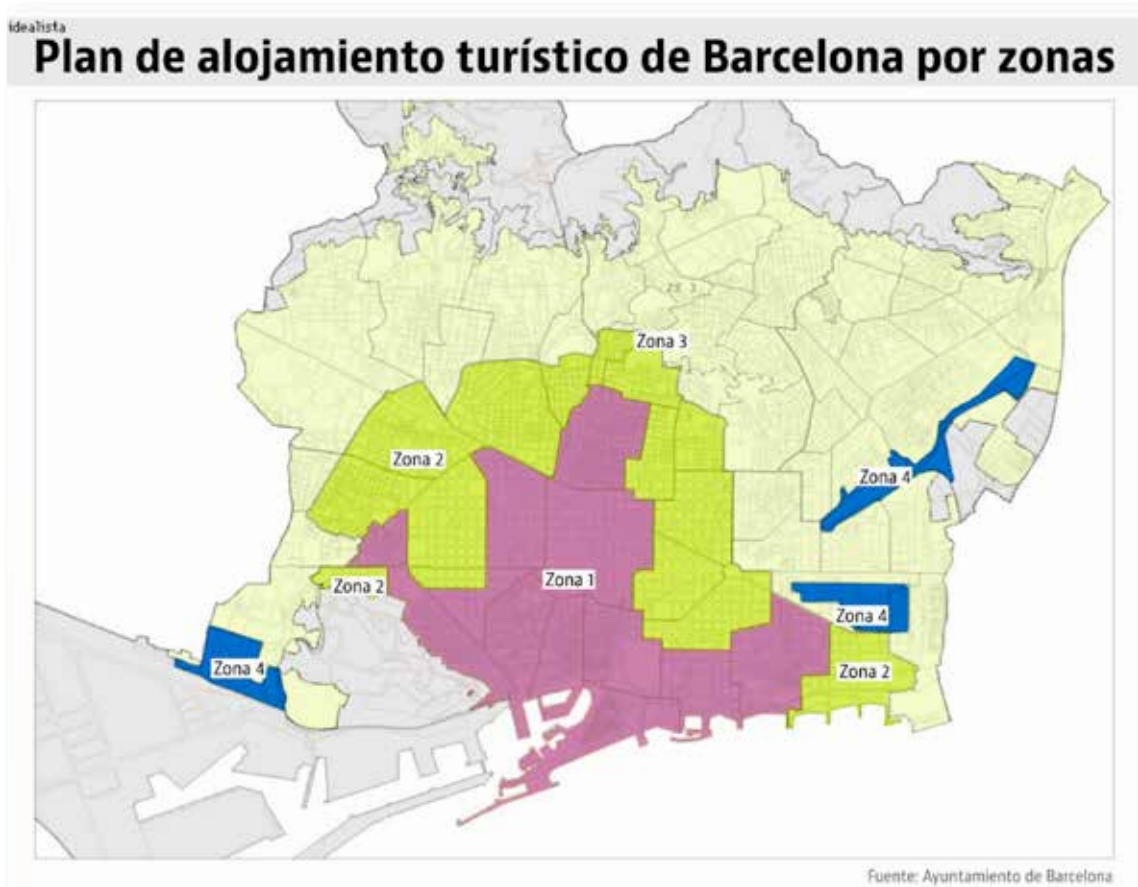 idealista
Plan de alojamiento turístico de Barcelona por zonas
Zona 3
Zona 2
Zona 4
Zona 1
Zona 2
Zona 4
Zona 4
Zona 2
Fuente: Ayuntamiento de Barcelona